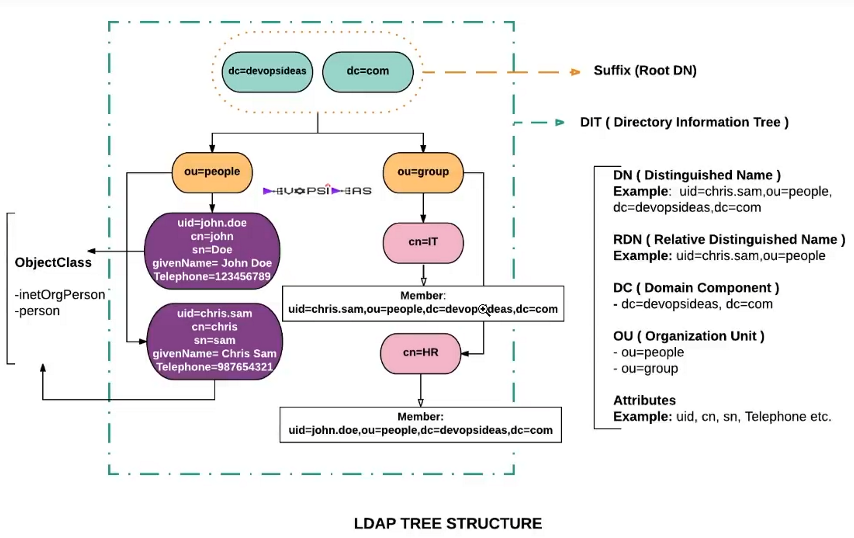 dc=devopsideas
dc=com
Suffix (Root DN)
DIT ( Directory Information Tree )
ou=people
ou=group
uid=john.doe
cn=john
sn=Doe
givenName= John Doe
Telephone=123456789
cn=IT
ObjectClass
-inetOrgPerson
-person
Member:
uid=chris.sam,ou=people,dc=devopsideas,dc=com
uid=chris.sam
cn=chris
sn=sam
givenName= Chris Sam
Telephone=987654321
cn=HR
Member:
uid=john.doe,ou=people,dc=devopsideas,dc=com
DN ( Distinguished Name )
Example: uid=chris.sam,ou=people,
dc=devopsideas,dc=com
RDN ( Relative Distinguished Name )
Example: uid=chris.sam,ou=people
DC ( Domain Component )
- dc=devopsideas, dc=com
OU ( Organization Unit )
- ou=people
- ou=group
Attributes
Example: uid, cn, sn, Telephone etc.
LDAP TREE STRUCTURE